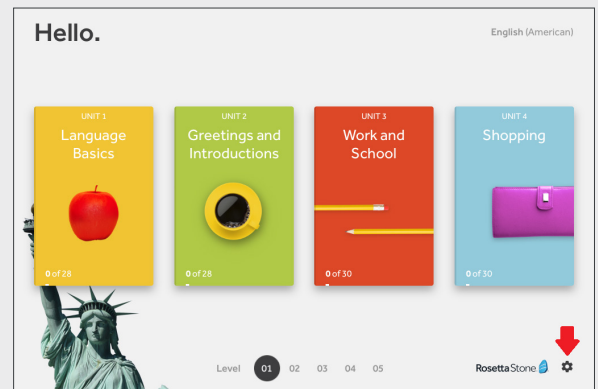 Hello.
English (American)
UNIT 1
Language
Basics
0 of 28
UNIT 2
Greetings and
Introductions
0 of 28
UNIT 3
Work and
School
0 of 30
UNIT 4
Shopping
0 of 30
Level 01 02 03 04 05
RosettaStone